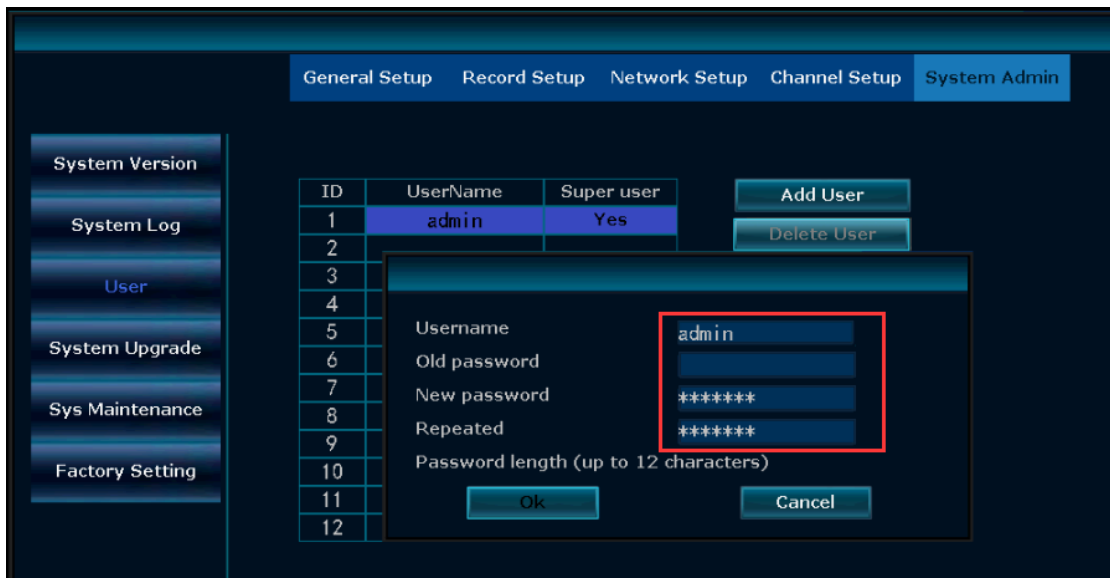 General Setup Record Setup Network Setup Channel Setup System Admin
System Version
System Log
User
System Upgrade
Sys Maintenance
Factory Setting
ID UserName Super user
1 admin Yes
2
3
4
5
6
7
8
9
10
11
12
Add User
Delete User
Username admin
Old password
New password *******
Repeated *******
Password length (up to 12 characters)
Ok Cancel